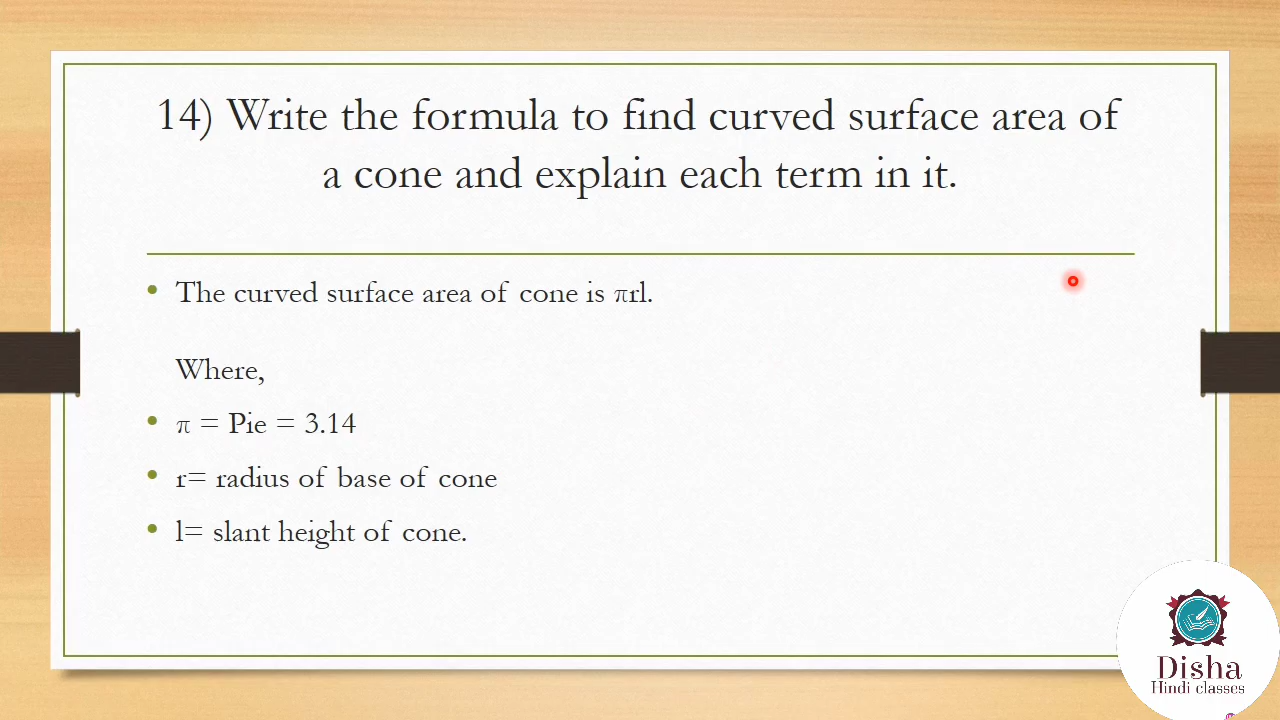 14) Write the formula to find curved surface area of
a cone and explain each term in it.
• The curved surface area of cone is πrl.
Where,
• π = Pie = 3.14
• r= radius of base of cone
• l= slant height of cone.
Disha
Hindi classes